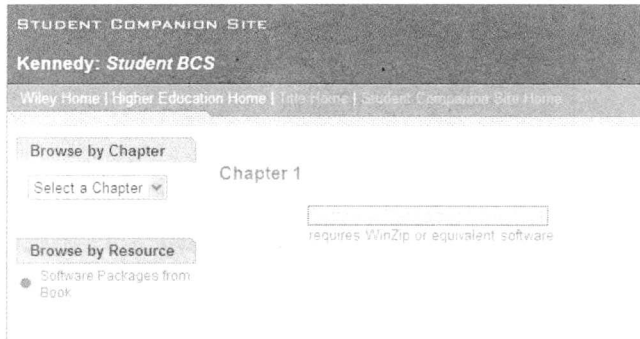 STUDENT COMPANION SITE
Kennedy: Student BCS
Wiley Home | Higher Education Home | Title Home | Student Companion Site Home
Browse by Chapter
Select a Chapter
Chapter 1
requires WinZip or equivalent software
Browse by Resource
Software Packages from
Book